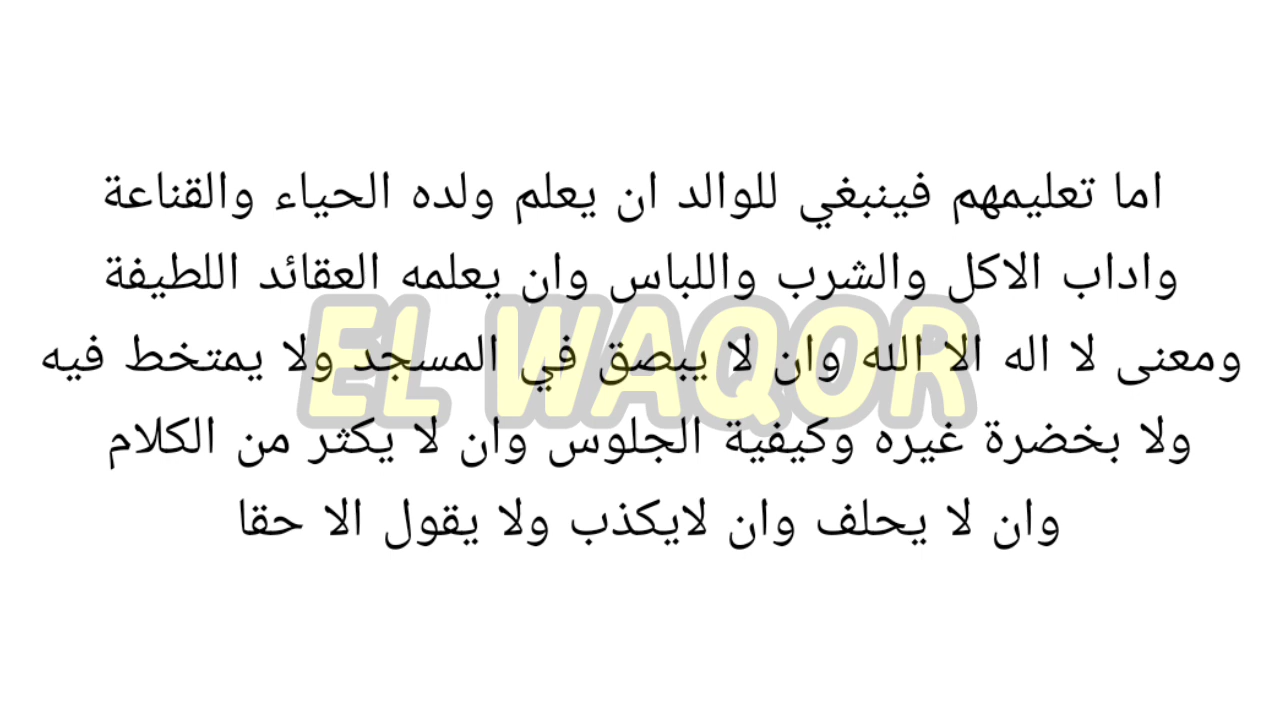 اما تعليمهم فينبغي للوالد ان يعلم ولده الحياء والقناعة
واداب الاكل والشرب واللباس وان يعلمه العقائد اللطيفة
ومعنى لا اله الا الله وان لا يبصق في المسجد ولا يمتخط فيه
EL WAQOR
ولا بخضرة غيره وكيفية الجلوس وان لا يكثر من الكلام
وان لا يحلف وان لايكذب ولا يقول الا حقا